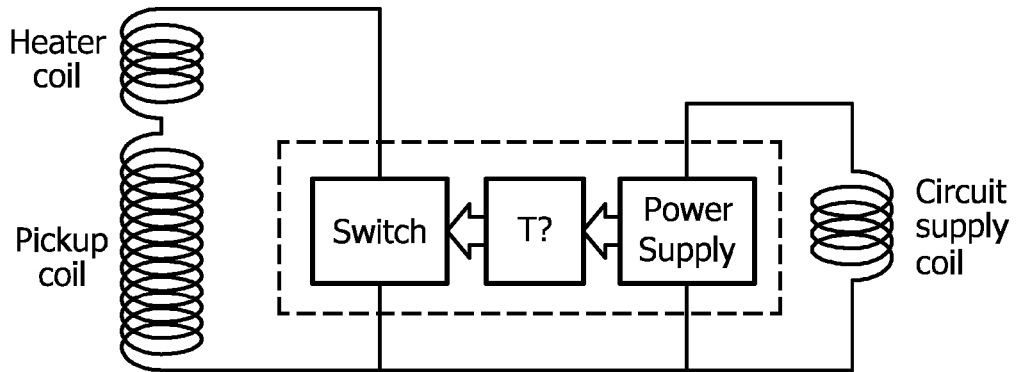 Heater
coil
Pickup
coil
Switch
T?
Power
Supply
Circuit
supply
coil